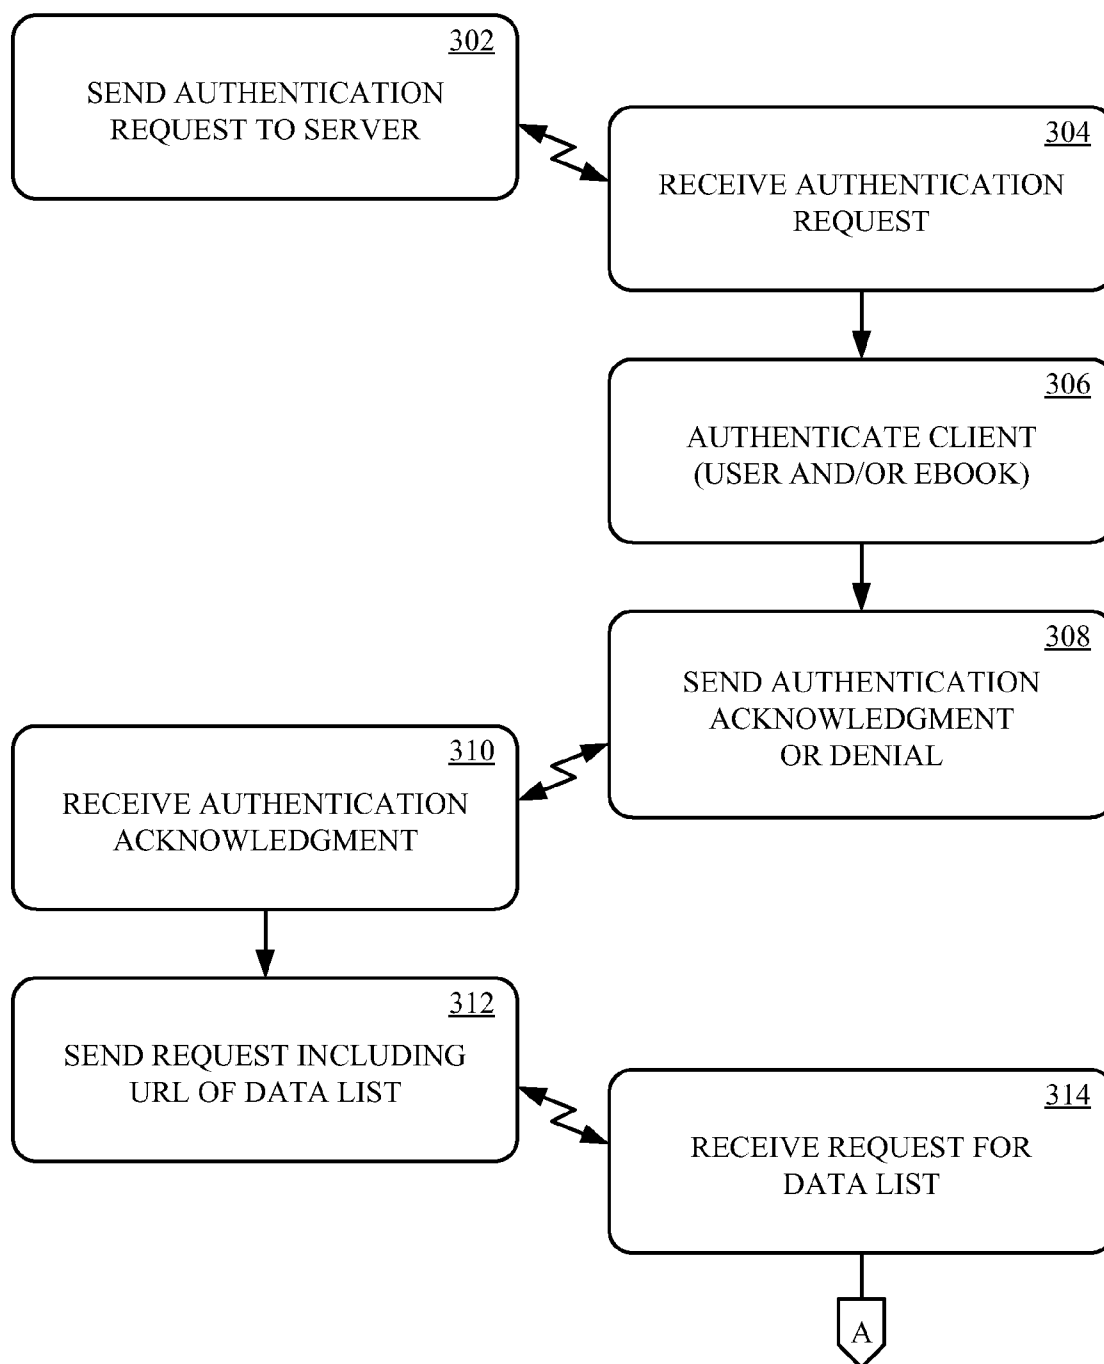 302
SEND AUTHENTICATION
REQUEST TO SERVER
304
RECEIVE AUTHENTICATION
REQUEST
306
AUTHENTICATE CLIENT
(USER AND/OR EBOOK)
308
SEND AUTHENTICATION
ACKNOWLEDGMENT
OR DENIAL
310
RECEIVE AUTHENTICATION
ACKNOWLEDGMENT
312
SEND REQUEST INCLUDING
URL OF DATA LIST
314
RECEIVE REQUEST FOR
DATA LIST
A